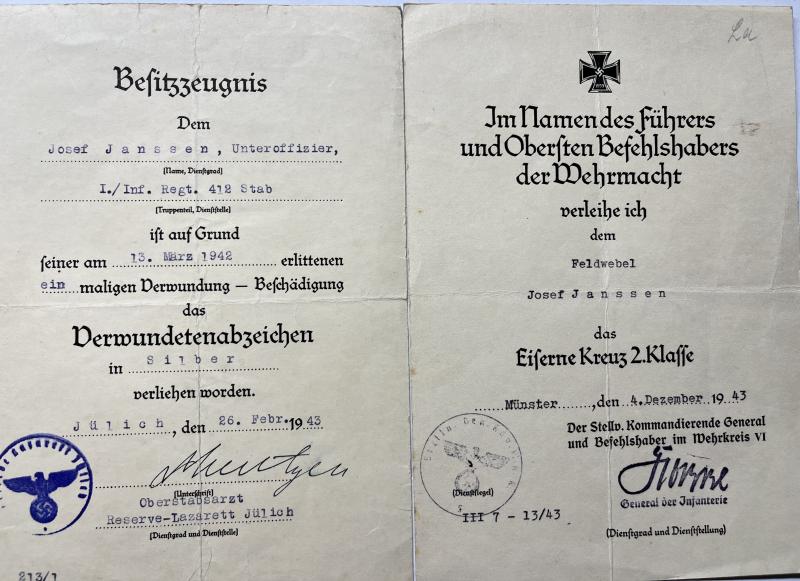 Besitzzeugnis
Dem
Josef Janssen, Unteroffizier,
(Name, Dienstgrad)
I./Inf. Regt. 412 Stab
(Truppenteil, Dienststelle)
ist auf Grund
seiner am 13. März 1942 erlittenen
ein maligen Verwundung – Beschädigung
das
Verwundetenabzeichen
in Silber
verliehen worden.
Jülich, den 26. Febr. 1943
(Unterschrift)
Oberstabsarzt
Reserve-Lazarett Jülich
(Dienstgrad und Dienststelle)
213/1
Im Namen des Führers
und Obersten Befehlshabers
der Wehrmacht
verleihe ich
dem
Feldwebel
Josef Janssen
das
Eiserne Kreuz 2. Klasse
Münster, den 4. Dezember 1943
Der Stellv. Kommandierende General
und Befehlshaber im Wehrkreis VI
(Dienstsiegel)
General der Infanterie
III 7 - 13/43
(Dienstgrad und Dienststellung)